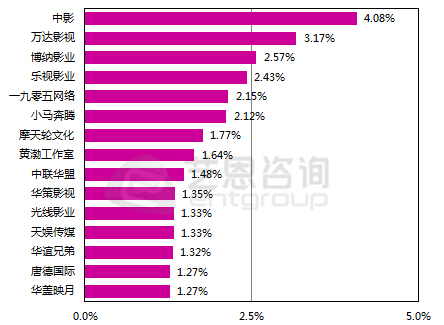 中影 4.08%
万达影视 3.17%
博纳影业 2.57%
乐视影业 2.43%
一九零五网络 2.15%
小马奔腾 2.12%
摩天轮文化 1.77%
黄渤工作室 1.64%
中联华盟 1.48%
华策影视 1.35%
光线影业 1.33%
天娱传媒 1.33%
华谊兄弟 1.32%
唐德国际 1.27%
华盖映月 1.27%
0.0% 2.5% 5.0%
艺恩咨询
entgroup